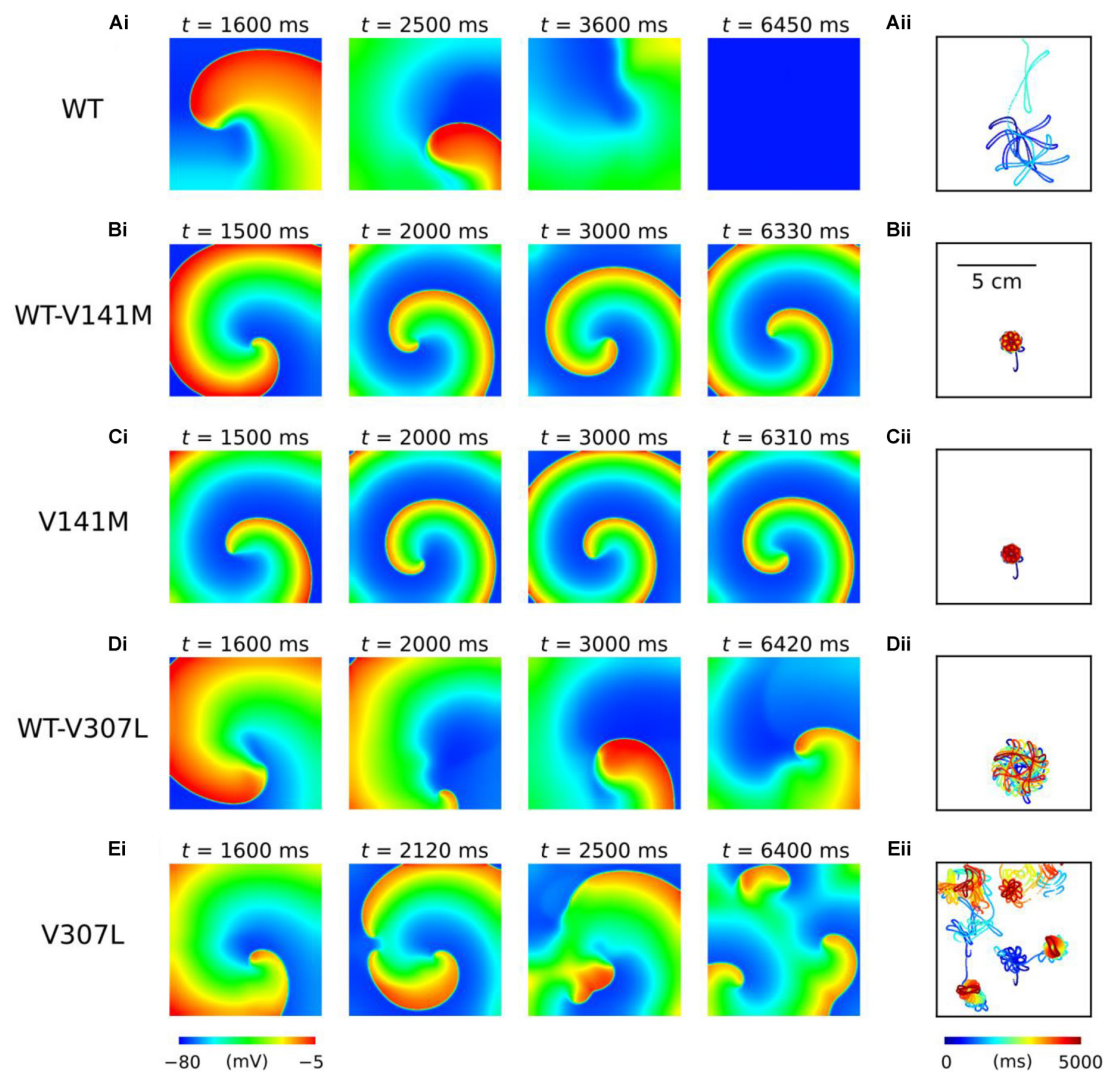 Ai t = 1600 ms t = 2500 ms t = 3600 ms t = 6450 ms Aii
WT
Bi t = 1500 ms t = 2000 ms t = 3000 ms t = 6330 ms Bii
WT-V141M
5 cm
Ci t = 1500 ms t = 2000 ms t = 3000 ms t = 6310 ms Cii
V141M
Di t = 1600 ms t = 2000 ms t = 3000 ms t = 6420 ms Dii
WT-V307L
Ei t = 1600 ms t = 2120 ms t = 2500 ms t = 6400 ms Eii
V307L
−80 (mV) −5 0 (ms) 5000